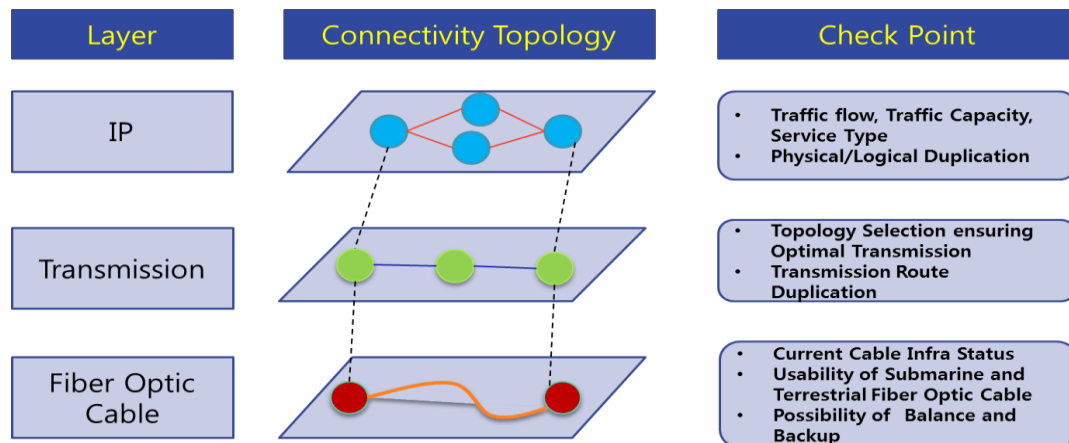 Layer
Connectivity Topology
Check Point
IP
• Traffic flow, Traffic Capacity,
Service Type
• Physical/Logical Duplication
Transmission
• Topology Selection ensuring
Optimal Transmission
• Transmission Route
Duplication
Fiber Optic
Cable
• Current Cable Infra Status
• Usability of Submarine and
Terrestrial Fiber Optic Cable
• Possibility of Balance and
Backup